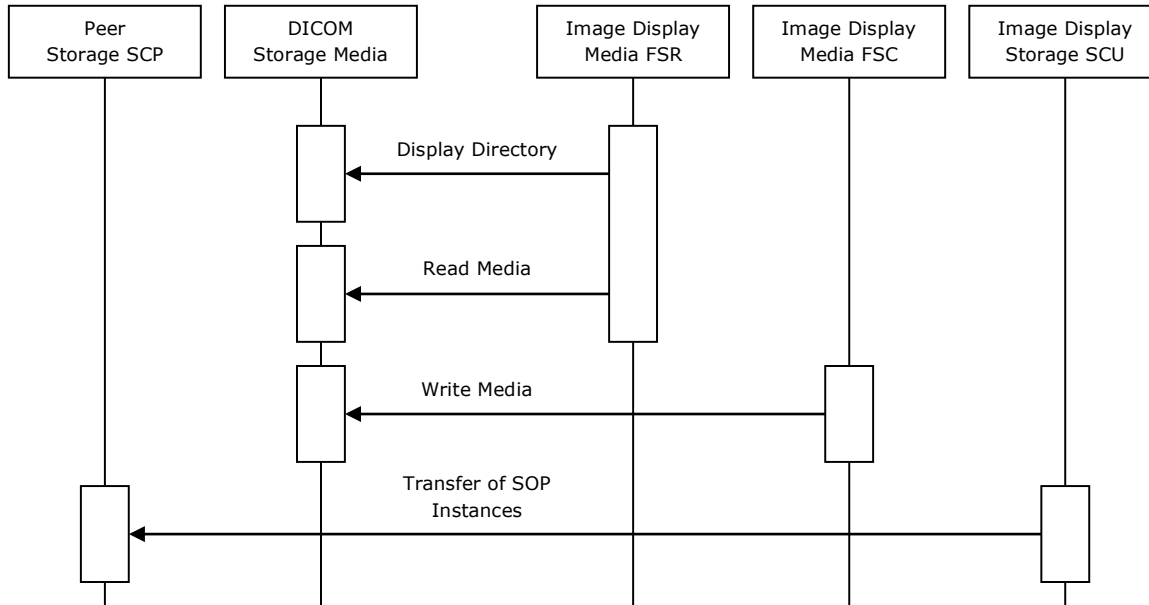 Peer
Storage SCP
DICOM
Storage Media
Image Display
Media FSR
Image Display
Media FSC
Image Display
Storage SCU
Display Directory
Read Media
Write Media
Transfer of SOP
Instances